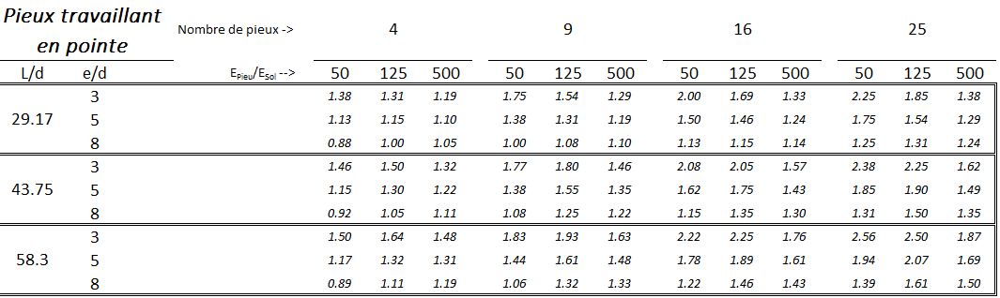 Pieux travaillant en pointe
Nombre de pieux -> 4 9 16 25
L/d e/d EPieu/ESol --> 50 125 500 50 125 500 50 125 500 50 125 500
3 1.38 1.31 1.19 1.75 1.54 1.29 2.00 1.69 1.33 2.25 1.85 1.38
29.17 5 1.13 1.15 1.10 1.38 1.31 1.19 1.50 1.46 1.24 1.75 1.54 1.29
8 0.88 1.00 1.05 1.00 1.08 1.10 1.13 1.15 1.14 1.25 1.31 1.24
3 1.46 1.50 1.32 1.77 1.80 1.46 2.08 2.05 1.57 2.38 2.25 1.62
43.75 5 1.15 1.30 1.22 1.38 1.55 1.35 1.62 1.75 1.43 1.85 1.90 1.49
8 0.92 1.05 1.11 1.08 1.25 1.22 1.15 1.35 1.30 1.31 1.50 1.35
3 1.50 1.64 1.48 1.83 1.93 1.63 2.22 2.25 1.76 2.56 2.50 1.87
58.3 5 1.17 1.32 1.31 1.44 1.61 1.48 1.78 1.89 1.61 1.94 2.07 1.69
8 0.89 1.11 1.19 1.06 1.32 1.33 1.22 1.46 1.43 1.39 1.61 1.50